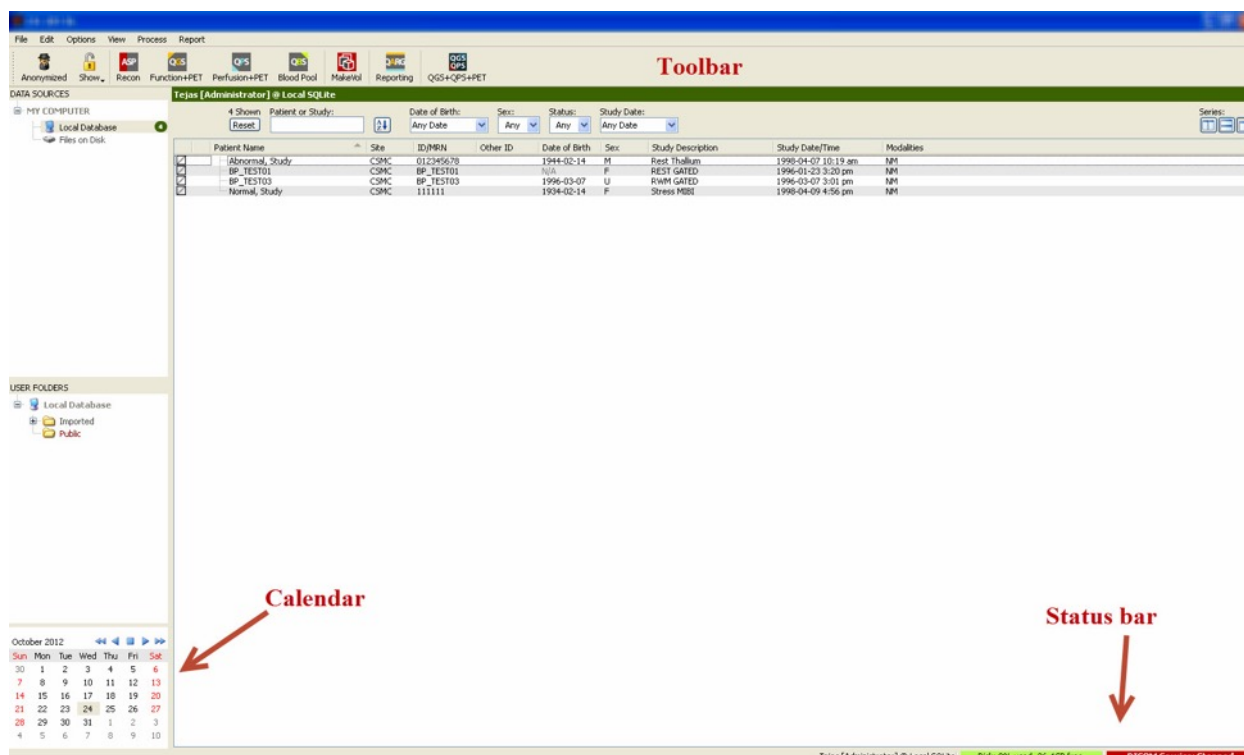 File Edit Options View Process Report
ASP QGS QPS QBS ARG QGS QPS
Anonymized Show Recon Function+PET Perfusion+PET Blood Pool MakeVol Reporting QGS+QPS+PET
Toolbar
DATA SOURCES
MY COMPUTER
Local Database 4
Files on Disk
Tejas [Administrator] @ Local SQLite
4 Shown Patient or Study: Date of Birth: Sex: Status: Study Date: Series:
Reset Any Date Any Any Any Date
Patient Name Site ID/MRN Other ID Date of Birth Sex Study Description Study Date/Time Modalities
Abnormal, Study CSMC 012345678 1944-02-14 M Rest Thallium 1998-04-07 10:19 am NM
BP_TEST01 CSMC BP_TEST01 N/A F REST GATED 1996-01-23 3:20 pm NM
BP_TEST03 CSMC BP_TEST03 1996-03-07 U RWM GATED 1996-03-07 3:01 pm NM
Normal, Study CSMC 111111 1934-02-14 F Stress MIBI 1998-04-09 4:56 pm NM
USER FOLDERS
Local Database
Imported
Public
Calendar
Status bar
October 2012
Sun Mon Tue Wed Thu Fri Sat
30 1 2 3 4 5 6
7 8 9 10 11 12 13
14 15 16 17 18 19 20
21 22 23 24 25 26 27
28 29 30 31 1 2 3
4 5 6 7 8 9 10